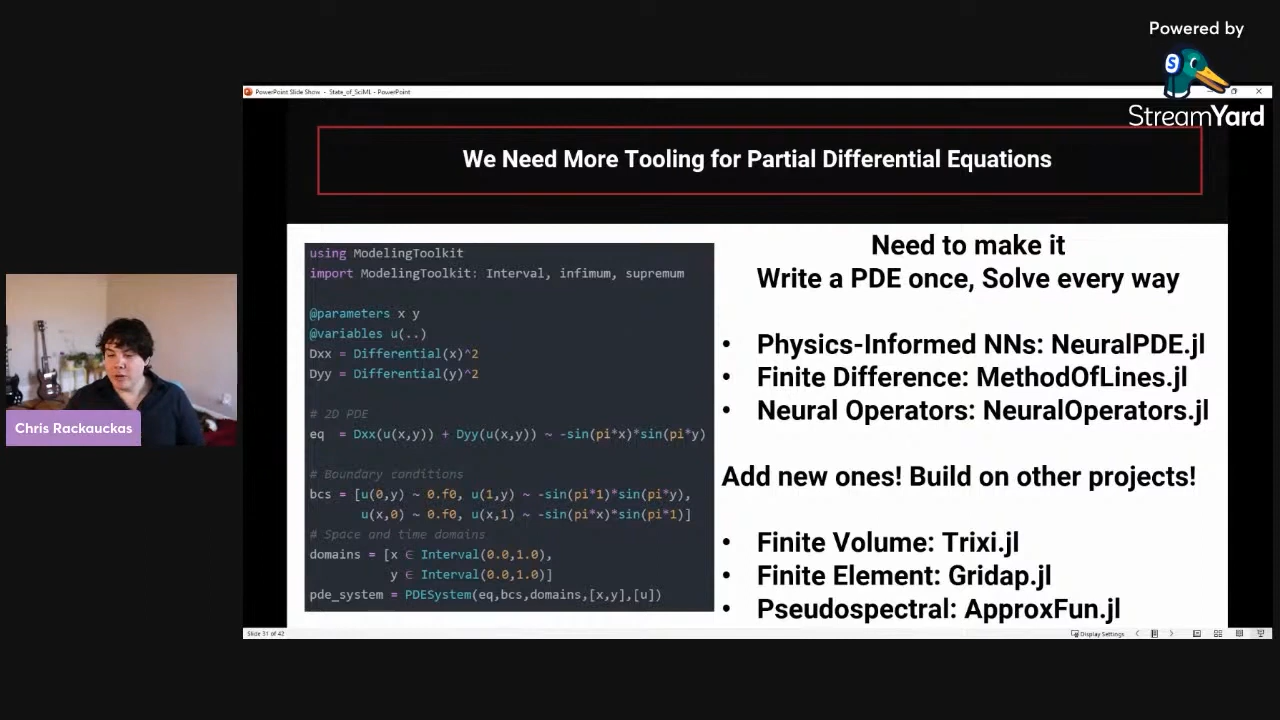 Powered by
S
StreamYard
PowerPoint Slide Show - State_of_SciML - PowerPoint
We Need More Tooling for Partial Differential Equations
using ModelingToolkit
import ModelingToolkit: Interval, infimum, supremum
@parameters x y
@variables u(..)
Dxx = Differential(x)^2
Dyy = Differential(y)^2
# 2D PDE
eq  = Dxx(u(x,y)) + Dyy(u(x,y)) ~ -sin(pi*x)*sin(pi*y)
# Boundary conditions
bcs = [u(0,y) ~ 0.f0, u(1,y) ~ -sin(pi*1)*sin(pi*y),
u(x,0) ~ 0.f0, u(x,1) ~ -sin(pi*x)*sin(pi*1)]
# Space and time domains
domains = [x ∈ Interval(0.0,1.0),
y ∈ Interval(0.0,1.0)]
pde_system = PDESystem(eq,bcs,domains,[x,y],[u])
Need to make it
Write a PDE once, Solve every way
• Physics-Informed NNs: NeuralPDE.jl
• Finite Difference: MethodOfLines.jl
• Neural Operators: NeuralOperators.jl
Add new ones! Build on other projects!
• Finite Volume: Trixi.jl
• Finite Element: Gridap.jl
• Pseudospectral: ApproxFun.jl
Chris Rackauckas
Slide 31 of 42
Display Settings